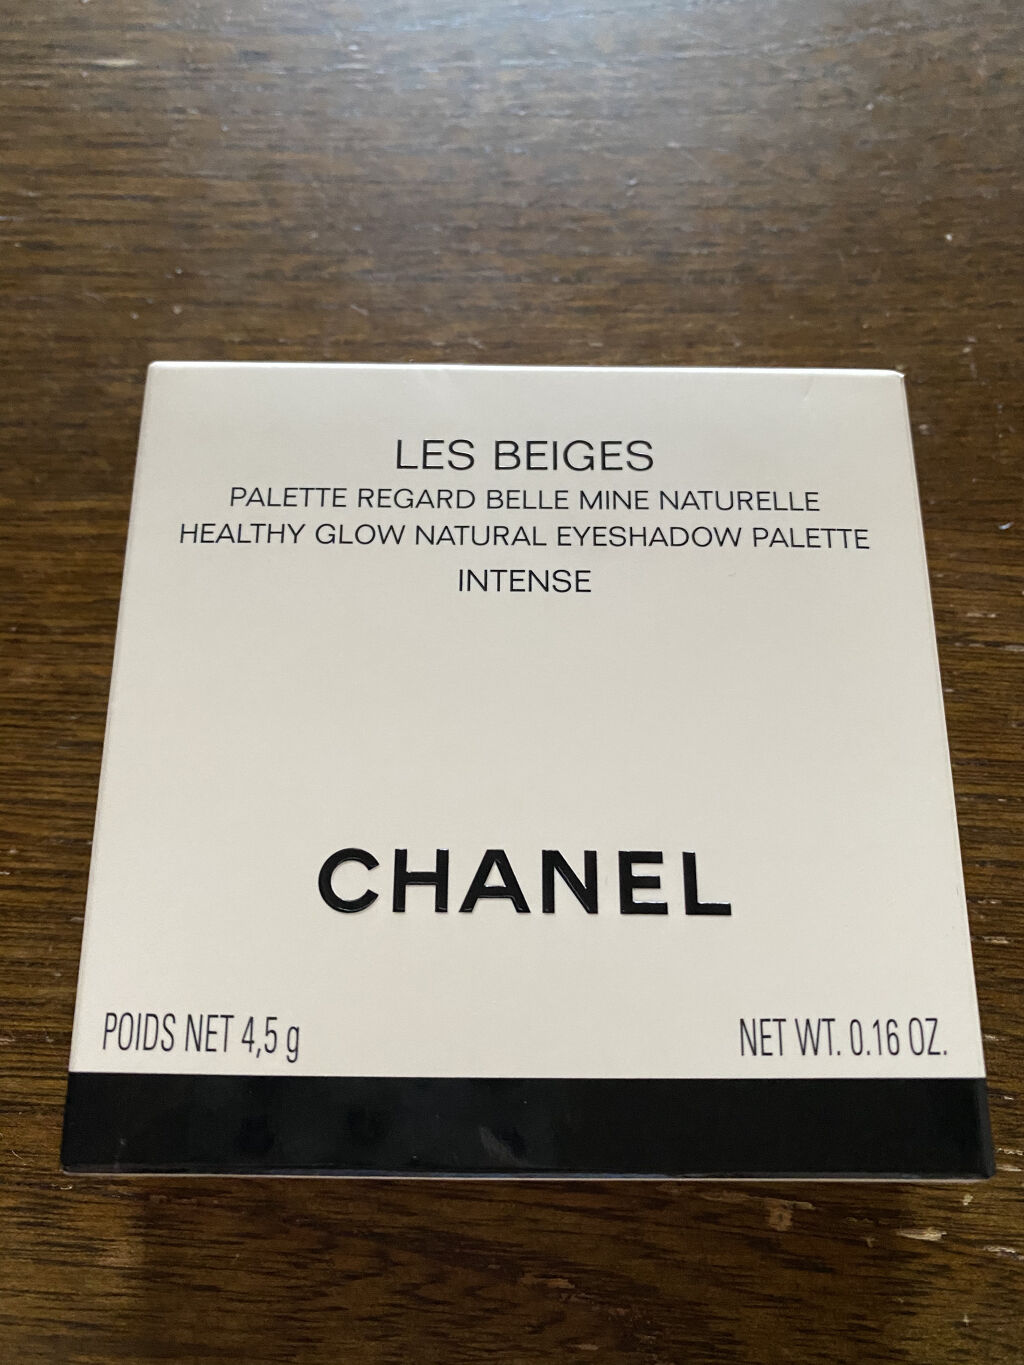 LES BEIGES
PALETTE REGARD BELLE MINE NATURELLE
HEALTHY GLOW NATURAL EYESHADOW PALETTE
INTENSE
CHANEL
POIDS NET 4,5 g
NET WT. 0.16 OZ.